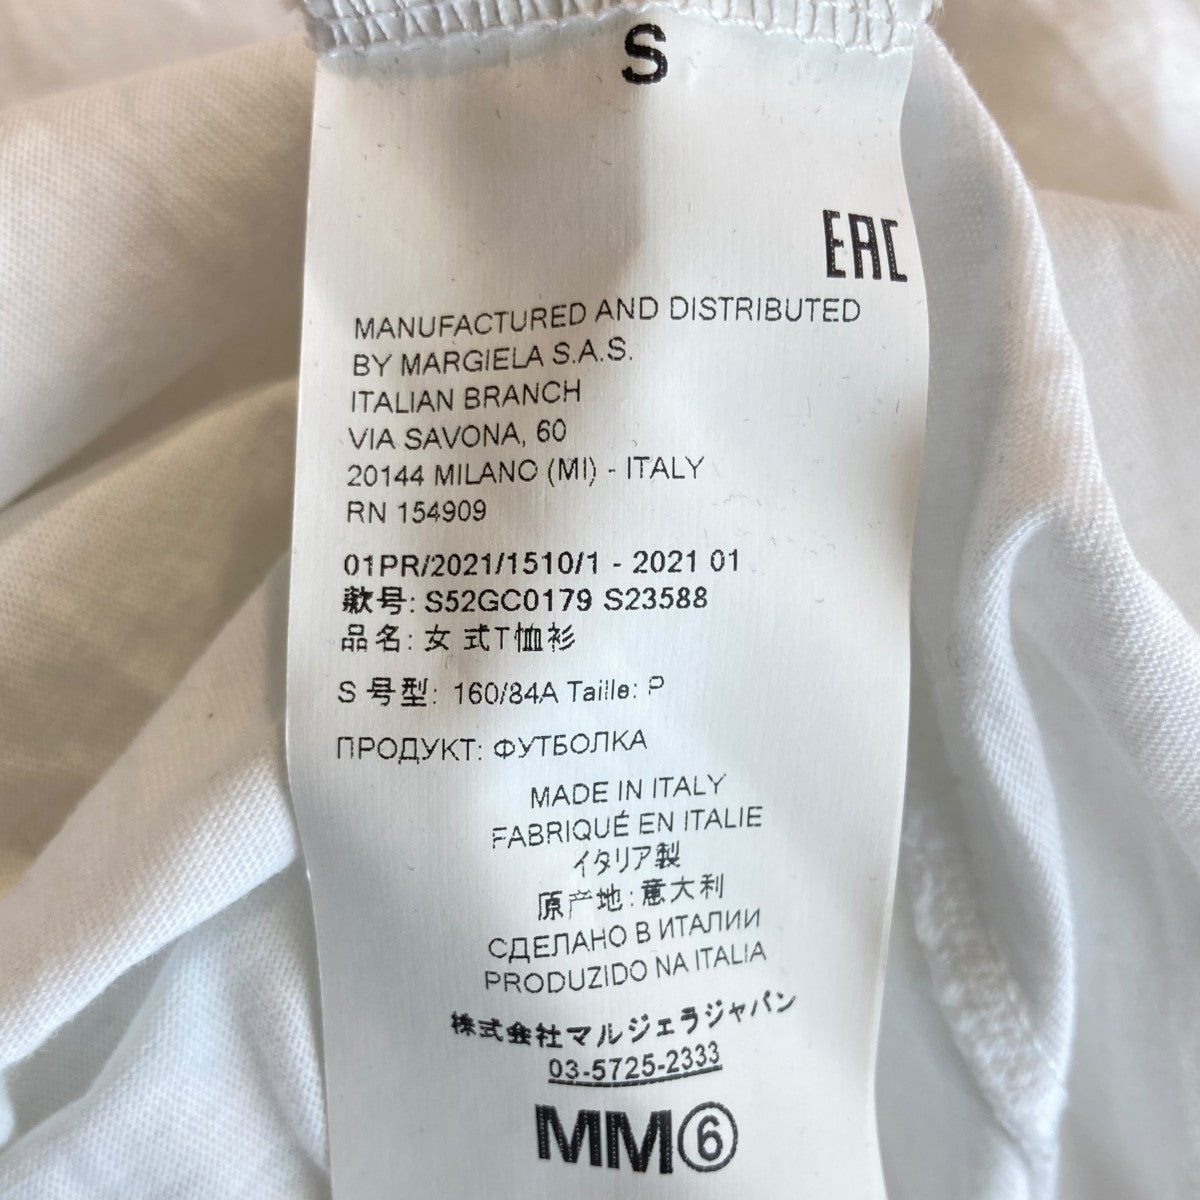 S
EAC
MANUFACTURED AND DISTRIBUTED
BY MARGIELA S.A.S.
ITALIAN BRANCH
VIA SAVONA, 60
20144 MILANO (MI) - ITALY
RN 154909
01PR/2021/1510/1 - 2021 01
款号: S52GC0179 S23588
品名: 女 式T恤衫
S 号型: 160/84A Taille: P
ПРОДУКТ: ФУТБОЛКА
MADE IN ITALY
FABRIQUÉ EN ITALIE
イタリア製
原产地: 意大利
СДЕЛАНО В ИТАЛИИ
PRODUZIDO NA ITALIA
株式会社マルジェラジャパン
03-5725-2333
MM⑥